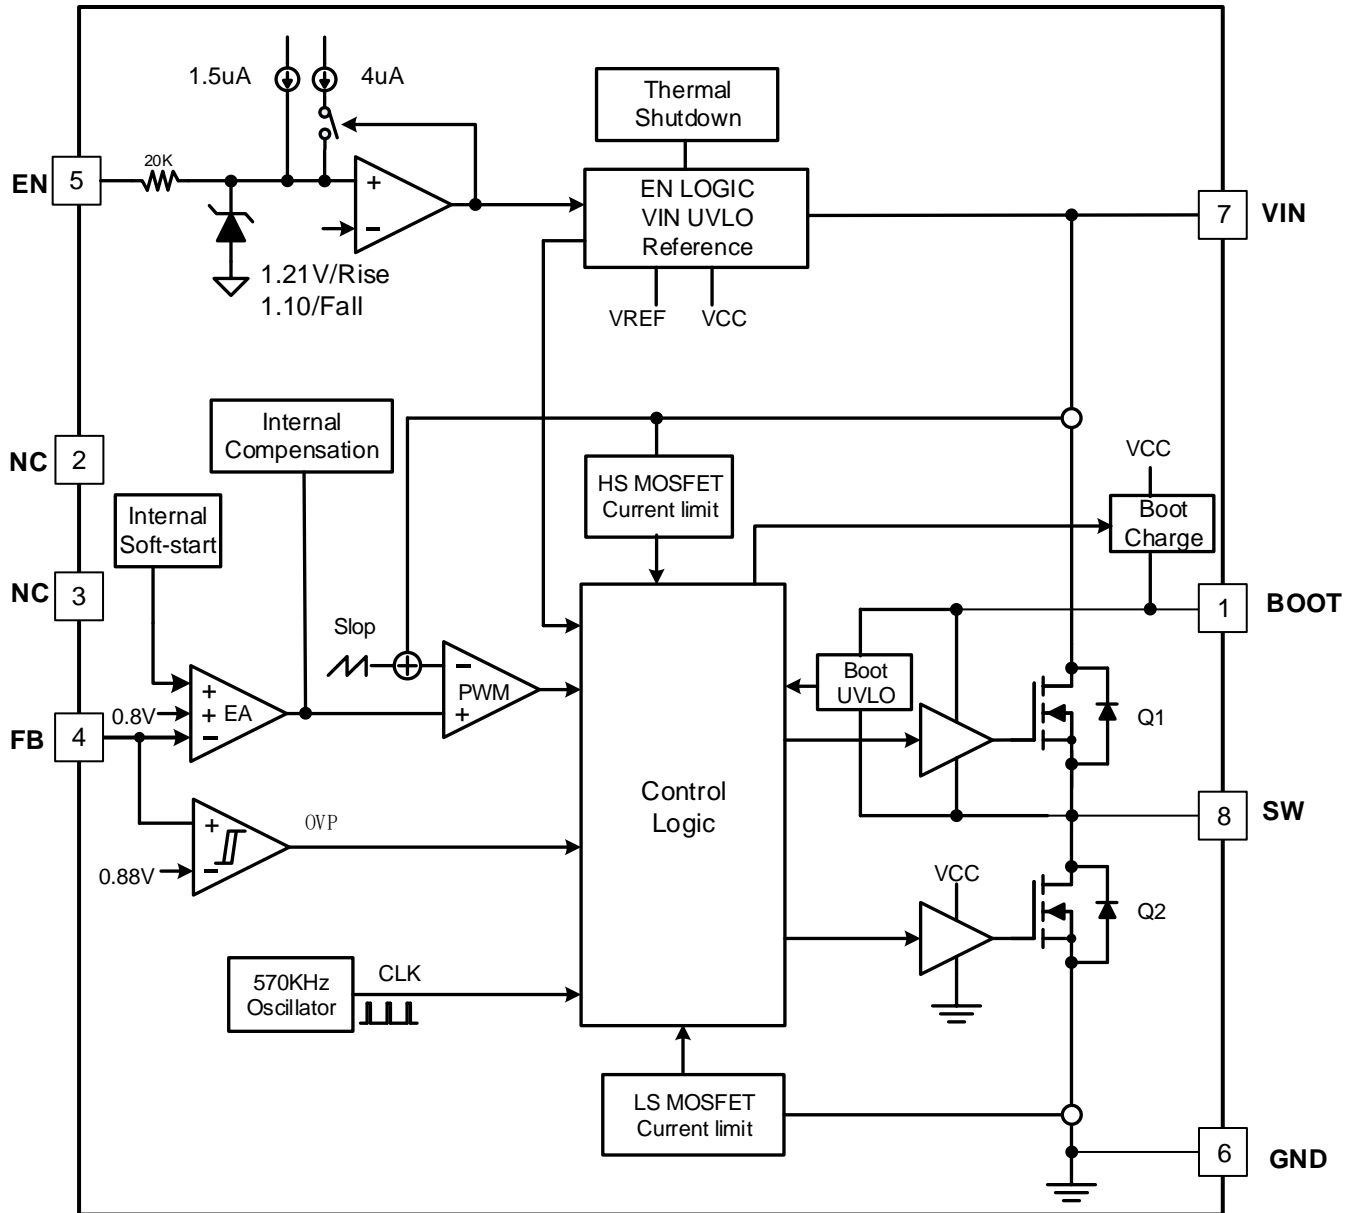 1.5uA
4uA
Thermal
Shutdown
20K
EN
5
+
−
EN LOGIC
VIN UVLO
Reference
7
VIN
1.21V/Rise
1.10/Fall
VREF
VCC
Internal
Compensation
NC
2
HS MOSFET
Current limit
VCC
Boot
Charge
Internal
Soft-start
NC
3
1
BOOT
Slop
+
−
PWM
+
Boot
UVLO
+
+
−
EA
0.8V
FB
4
Q1
Control
Logic
8
SW
+
−
OVP
0.88V
VCC
Q2
570KHz
Oscillator
CLK
LS MOSFET
Current limit
6
GND